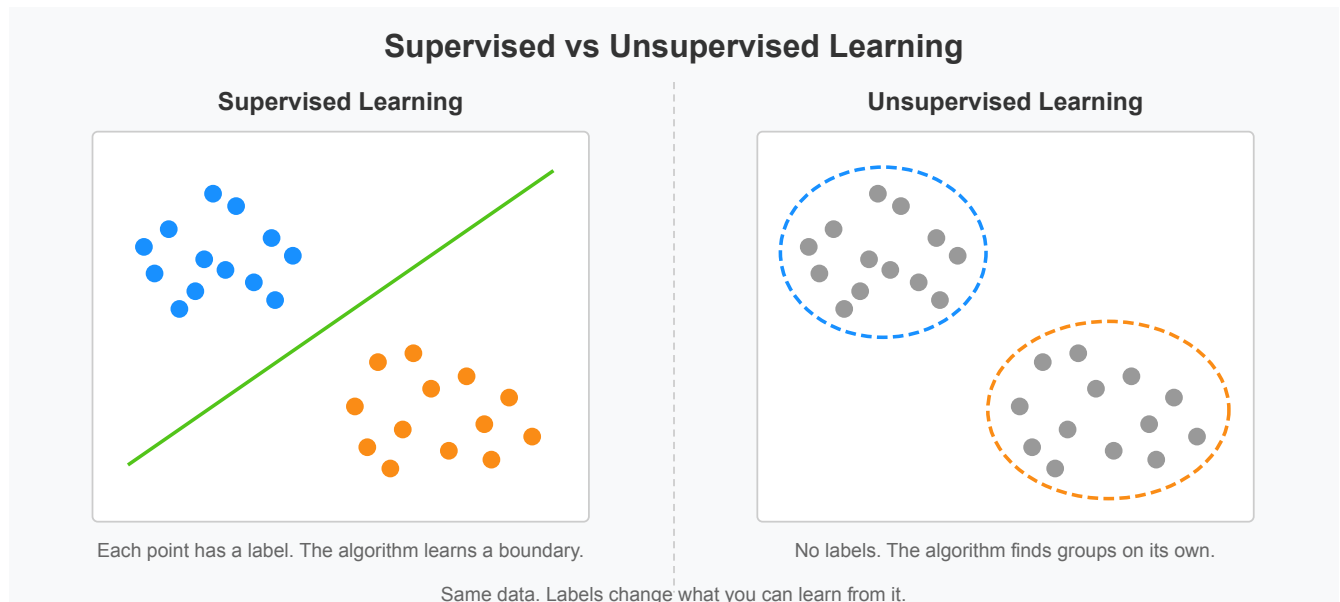 Supervised vs Unsupervised Learning
Supervised Learning
Each point has a label. The algorithm learns a boundary.
Unsupervised Learning
No labels. The algorithm finds groups on its own.
Same data. Labels change what you can learn from it.